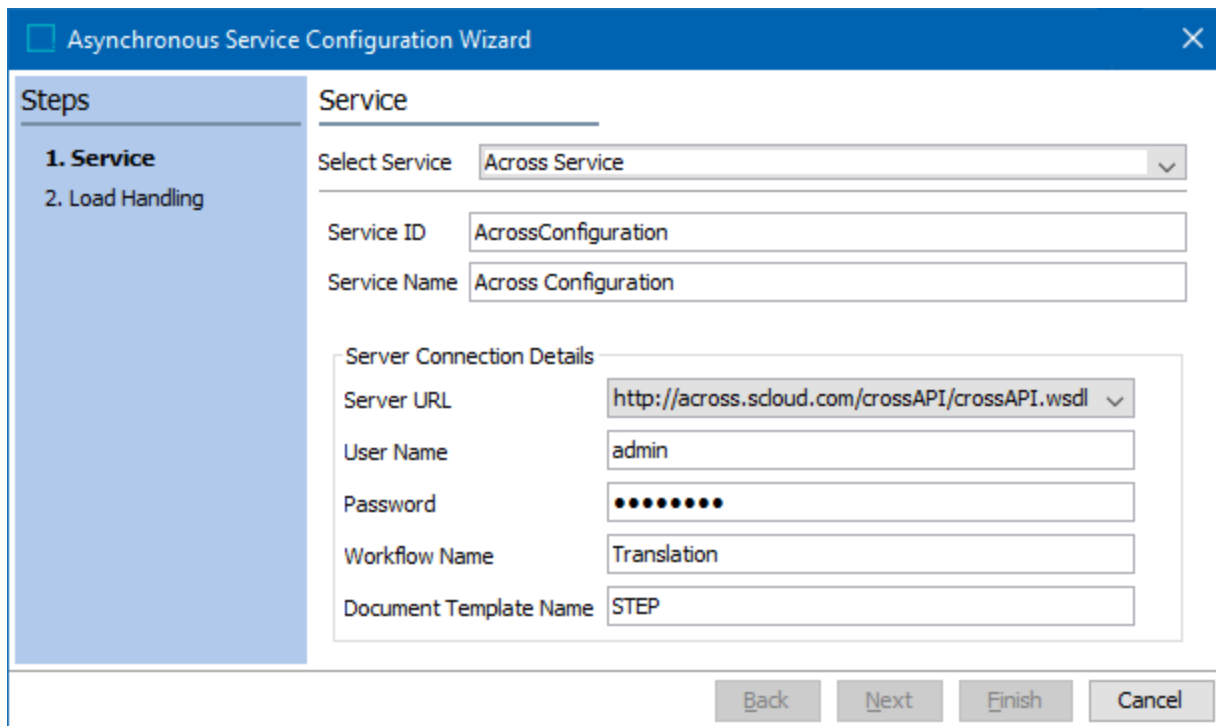 Asynchronous Service Configuration Wizard
Steps
1. Service
2. Load Handling
Service
Select Service Across Service
Service ID AcrossConfiguration
Service Name Across Configuration
Server Connection Details
Server URL http://across.scloud.com/crossAPI/crossAPI.wsdl
User Name admin
Password ••••••••
Workflow Name Translation
Document Template Name STEP
Back Next Finish Cancel